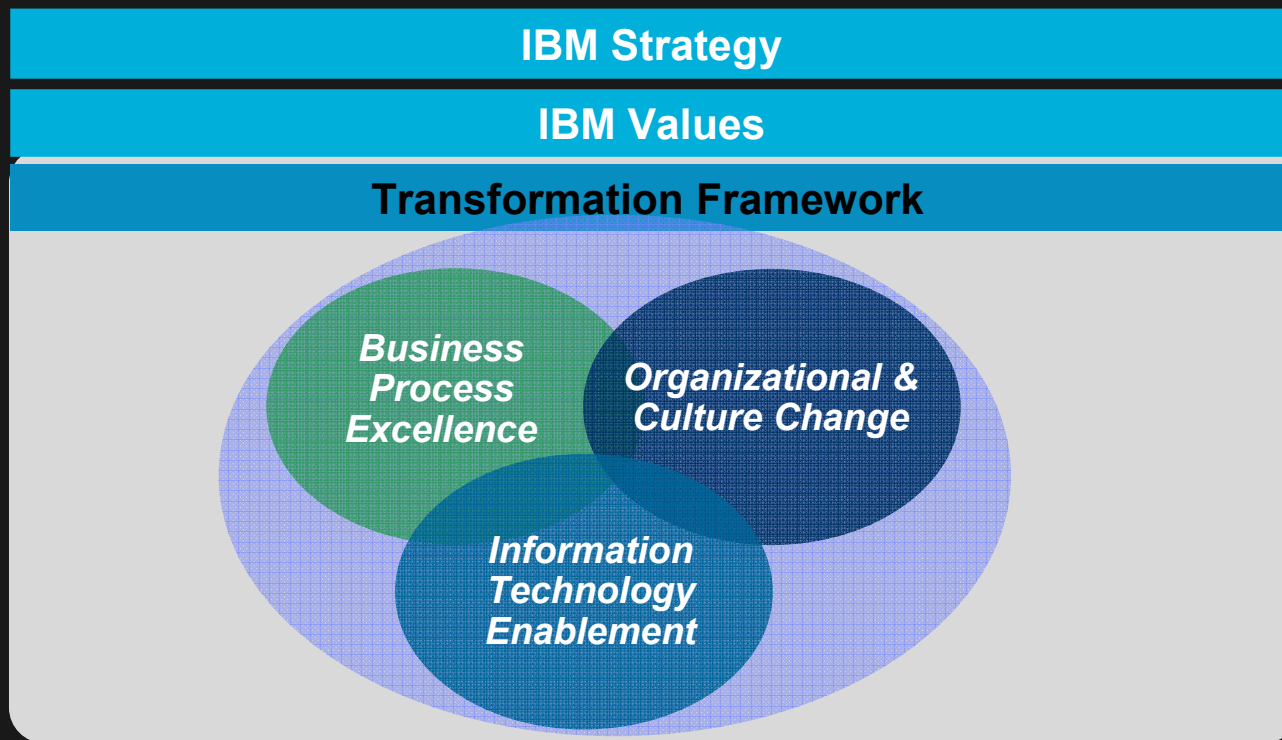 IBM Strategy
IBM Values
Transformation Framework
Business
Process
Excellence
Organizational &
Culture Change
Information
Technology
Enablement